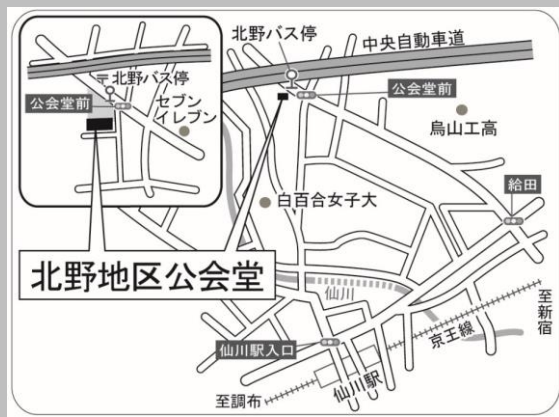 北野バス停
中央自動車道
〒北野バス停
公会堂前
セブン
イレブン
公会堂前
烏山工高
給田
白百合女子大
北野地区公会堂
仙川
至新宿
京王線
仙川駅入口
仙川駅
至調布